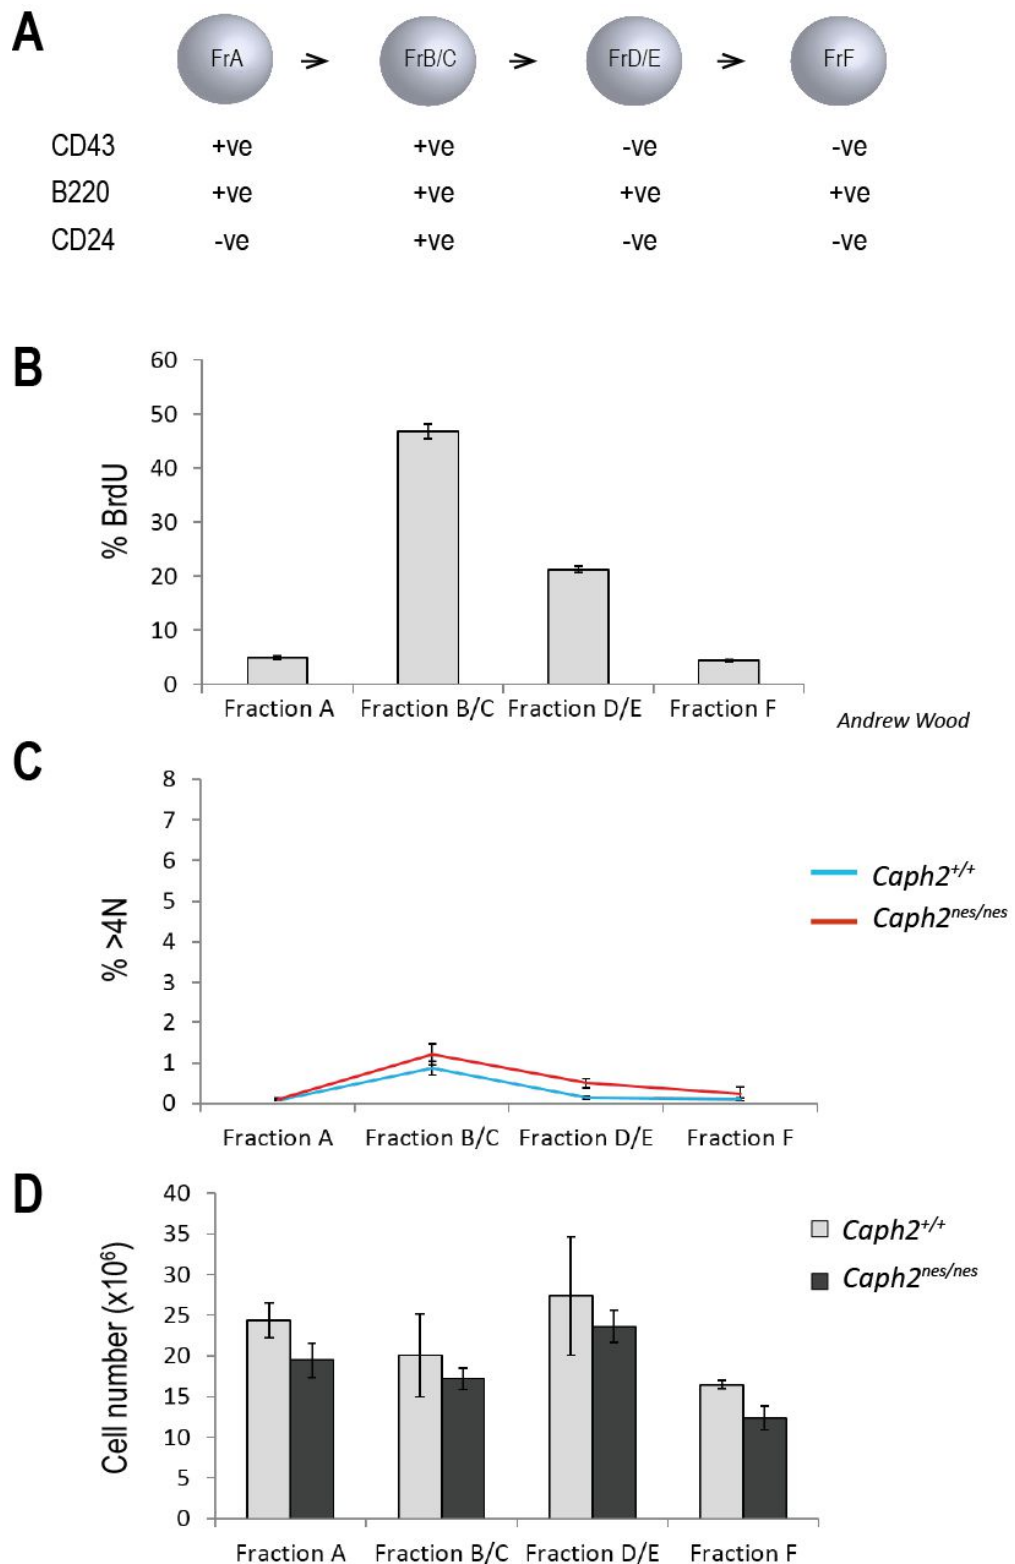 A
FrA FrB/C FrD/E FrF
CD43 +ve +ve -ve -ve
B220 +ve +ve +ve +ve
CD24 -ve +ve -ve -ve
B
60
50
40
30
20
10
0
% BrdU
Fraction A Fraction B/C Fraction D/E Fraction F
Andrew Wood
C
8
7
6
5
4
3
2
1
0
% >4N
Caph2+/+
Caph2nes/nes
Fraction A Fraction B/C Fraction D/E Fraction F
D
40
35
30
25
20
15
10
5
0
Cell number (x10⁶)
Caph2+/+
Caph2nes/nes
Fraction A Fraction B/C Fraction D/E Fraction F